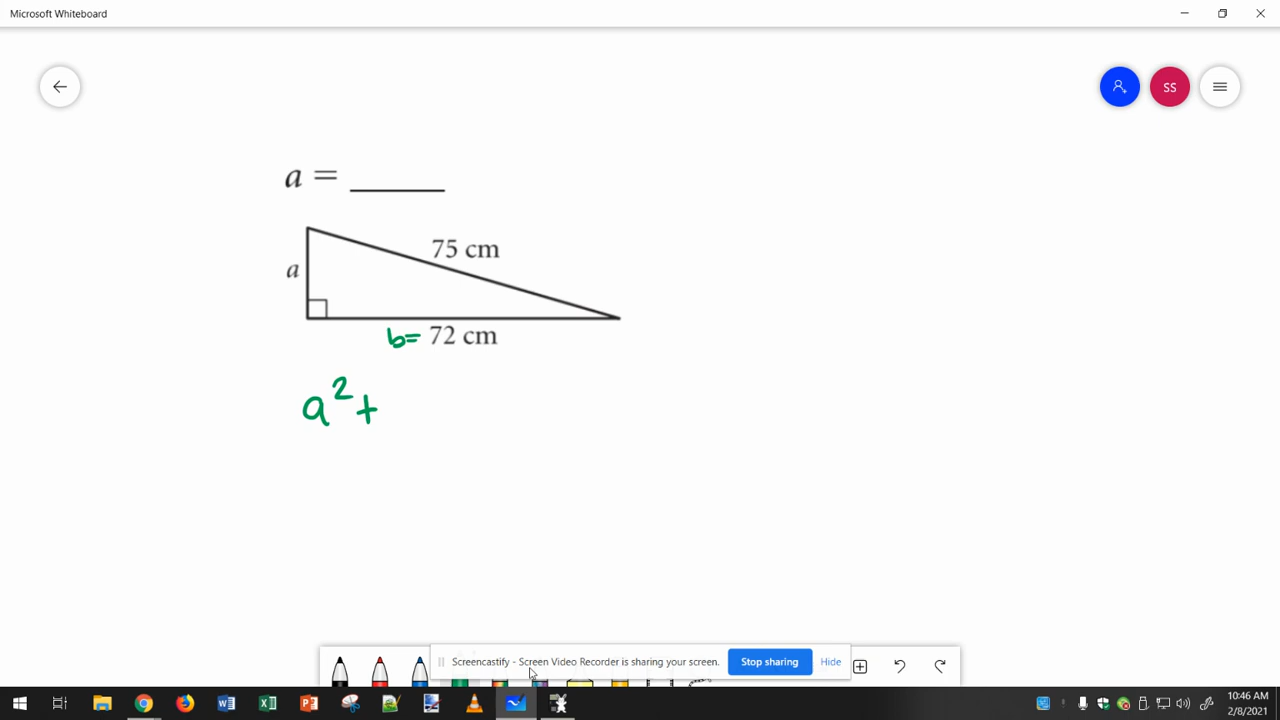 Microsoft Whiteboard
SS
a = ______
75 cm
a
b= 72 cm
a² +
Screencastify - Screen Video Recorder is sharing your screen.
Stop sharing
Hide
10:46 AM
2/8/2021